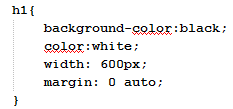 h1{
background-color:black;
color:white;
width: 600px;
margin: 0 auto;
}